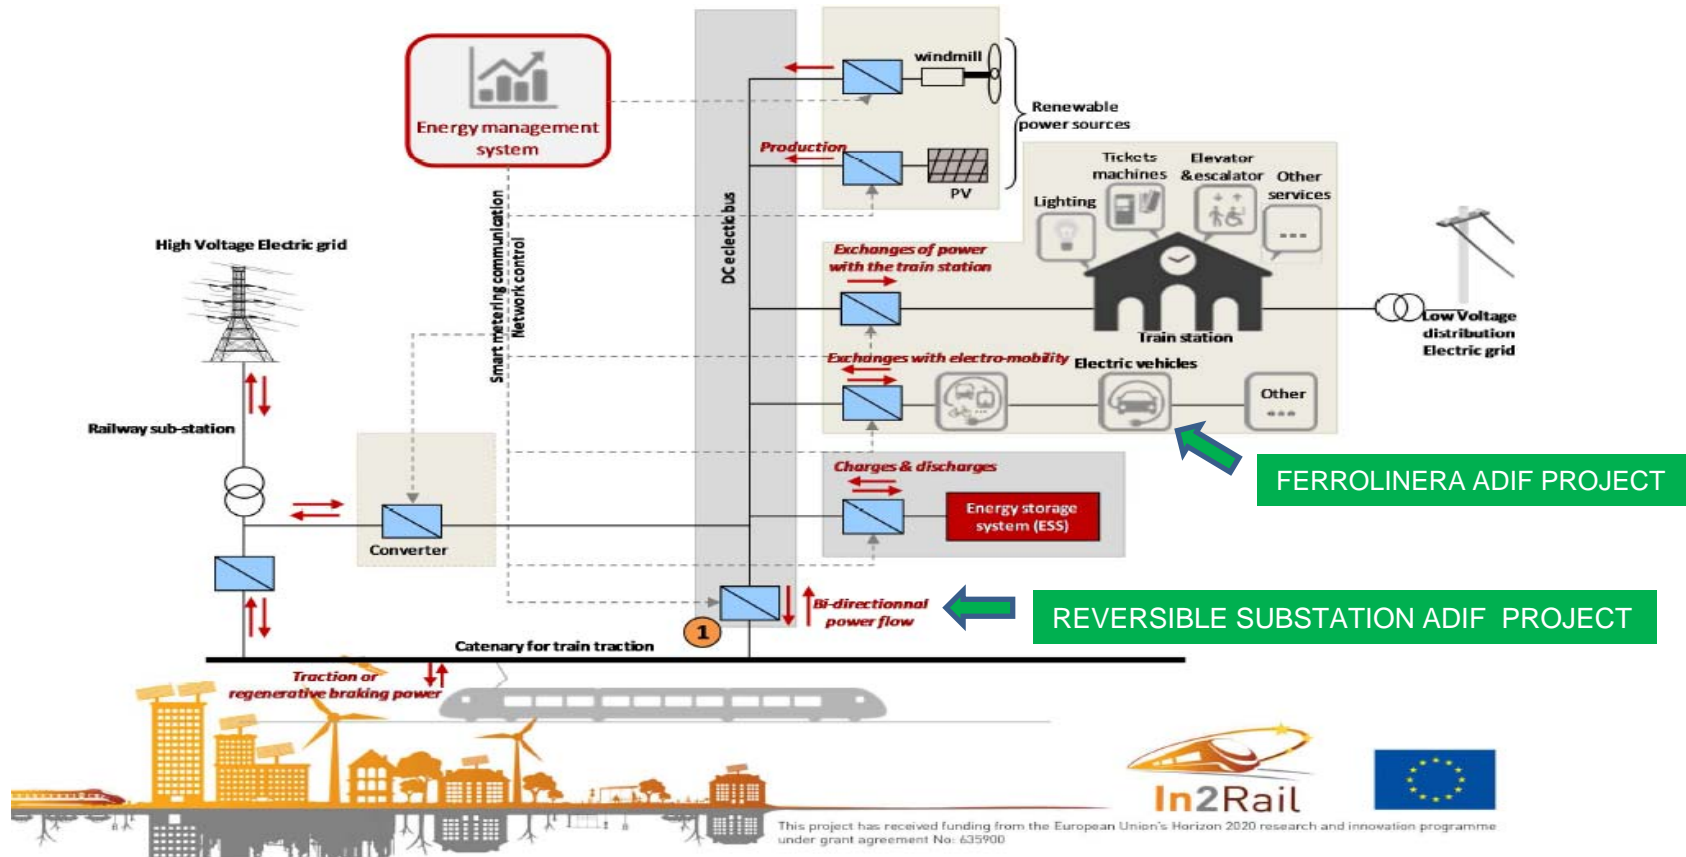 windmill
Renewable
power sources
Energy management
system
Production
PV
Tickets
machines
Elevator
& escalator
Other
services
Lighting
Smart metering communication
Network control
DC eclectic bus
High Voltage Electric grid
Exchanges of power
with the train station
Train station
Low Voltage
distribution
Electric grid
Exchanges with electro-mobility
Electric vehicles
Other
Railway sub-station
FERROLINERA ADIF PROJECT
Charges & discharges
Energy storage
system (ESS)
Converter
Bi-directionnal
power flow
REVERSIBLE SUBSTATION ADIF PROJECT
1
Catenary for train traction
Traction or
regenerative braking power
In2Rail
This project has received funding from the European Union's Horizon 2020 research and innovation programme
under grant agreement No: 635900